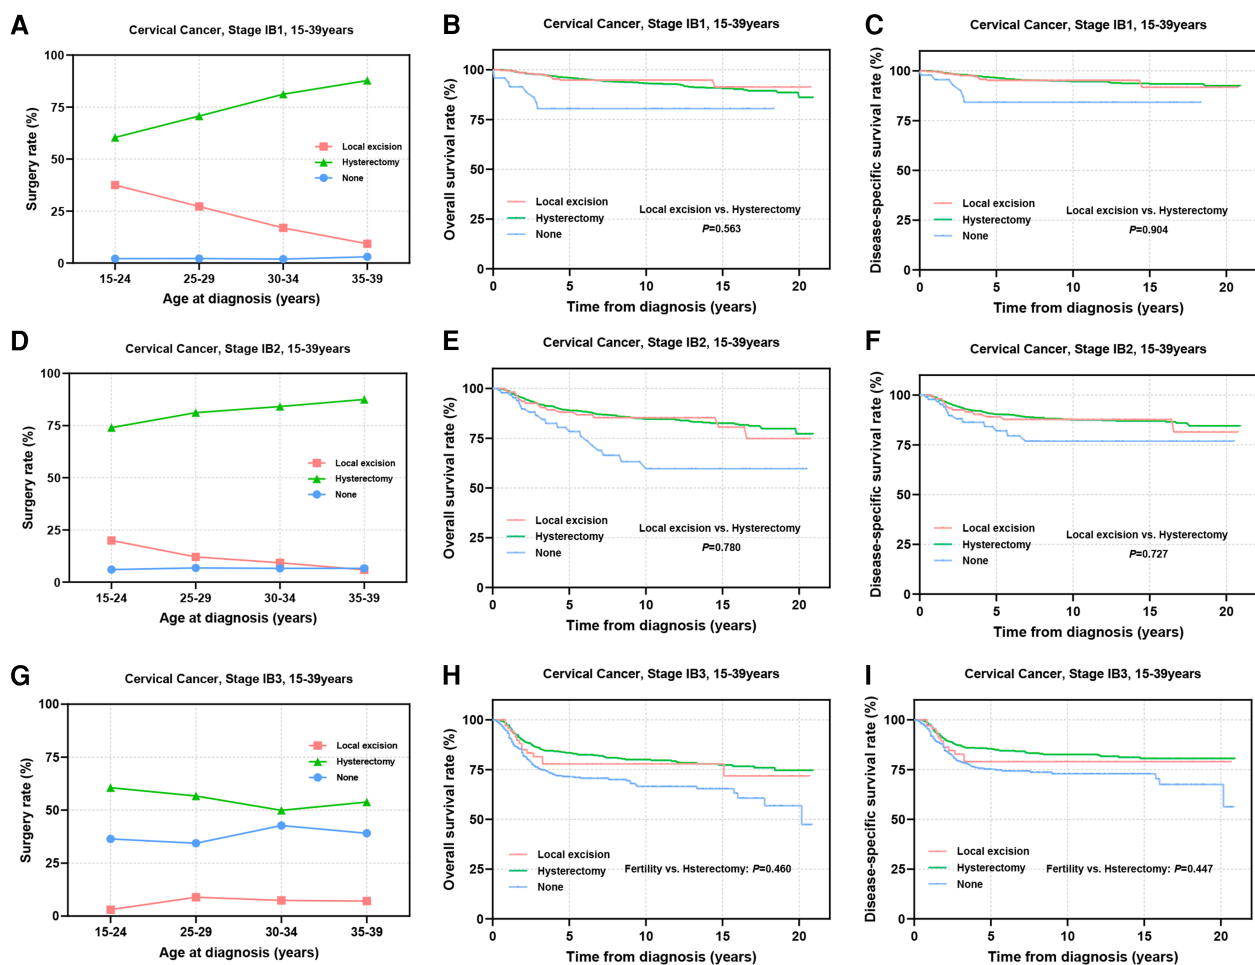 A
Cervical Cancer, Stage IB1, 15-39years
Surgery rate (%)
100
75
50
25
0
Local excision
Hysterectomy
None
15-24 25-29 30-34 35-39
Age at diagnosis (years)
B
Cervical Cancer, Stage IB1, 15-39years
Overall survival rate (%)
100
75
50
25
0
Local excision
Hysterectomy
None
Local excision vs. Hysterectomy
P=0.563
0 5 10 15 20
Time from diagnosis (years)
C
Cervical Cancer, Stage IB1, 15-39years
Disease-specific survival rate (%)
100
75
50
25
0
Local excision
Hysterectomy
None
Local excision vs. Hysterectomy
P=0.904
0 5 10 15 20
Time from diagnosis (years)
D
Cervical Cancer, Stage IB2, 15-39years
Surgery rate (%)
100
75
50
25
0
Local excision
Hysterectomy
None
15-24 25-29 30-34 35-39
Age at diagnosis (years)
E
Cervical Cancer, Stage IB2, 15-39years
Overall survival rate (%)
100
75
50
25
0
Local excision
Hysterectomy
None
Local excision vs. Hysterectomy
P=0.780
0 5 10 15 20
Time from diagnosis (years)
F
Cervical Cancer, Stage IB2, 15-39years
Disease-specific survival rate (%)
100
75
50
25
0
Local excision
Hysterectomy
None
Local excision vs. Hysterectomy
P=0.727
0 5 10 15 20
Time from diagnosis (years)
G
Cervical Cancer, Stage IB3, 15-39years
Surgery rate (%)
100
75
50
25
0
Local excision
Hysterectomy
None
15-24 25-29 30-34 35-39
Age at diagnosis (years)
H
Cervical Cancer, Stage IB3, 15-39years
Overall survival rate (%)
100
75
50
25
0
Local excision
Hysterectomy
None
Fertility vs. Hsterectomy: P=0.460
0 5 10 15 20
Time from diagnosis (years)
I
Cervical Cancer, Stage IB3, 15-39years
Disease-specific survival rate (%)
100
75
50
25
0
Local excision
Hysterectomy
None
Fertility vs. Hsterectomy: P=0.447
0 5 10 15 20
Time from diagnosis (years)